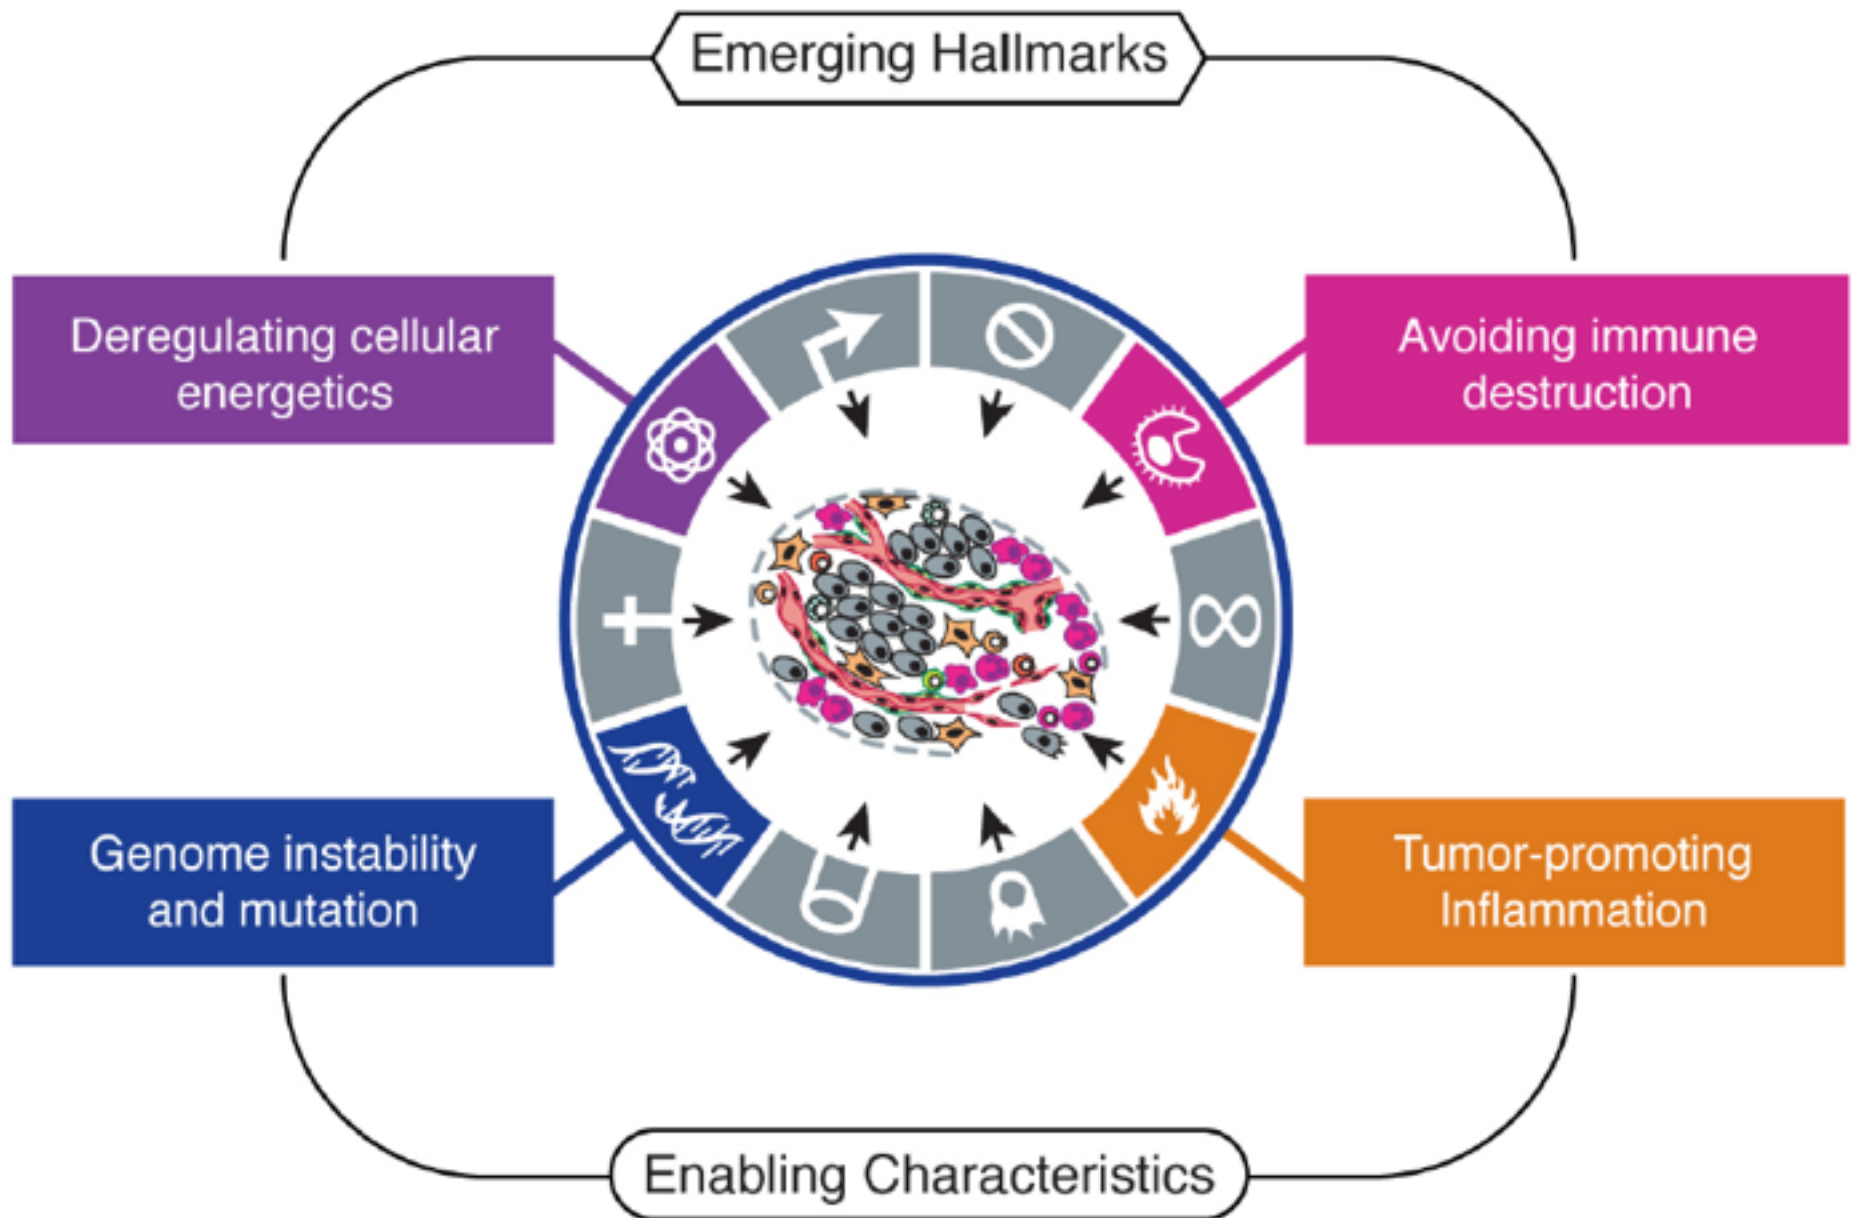 Emerging Hallmarks
Deregulating cellular
energetics
Avoiding immune
destruction
Genome instability
and mutation
Tumor-promoting
Inflammation
Enabling Characteristics